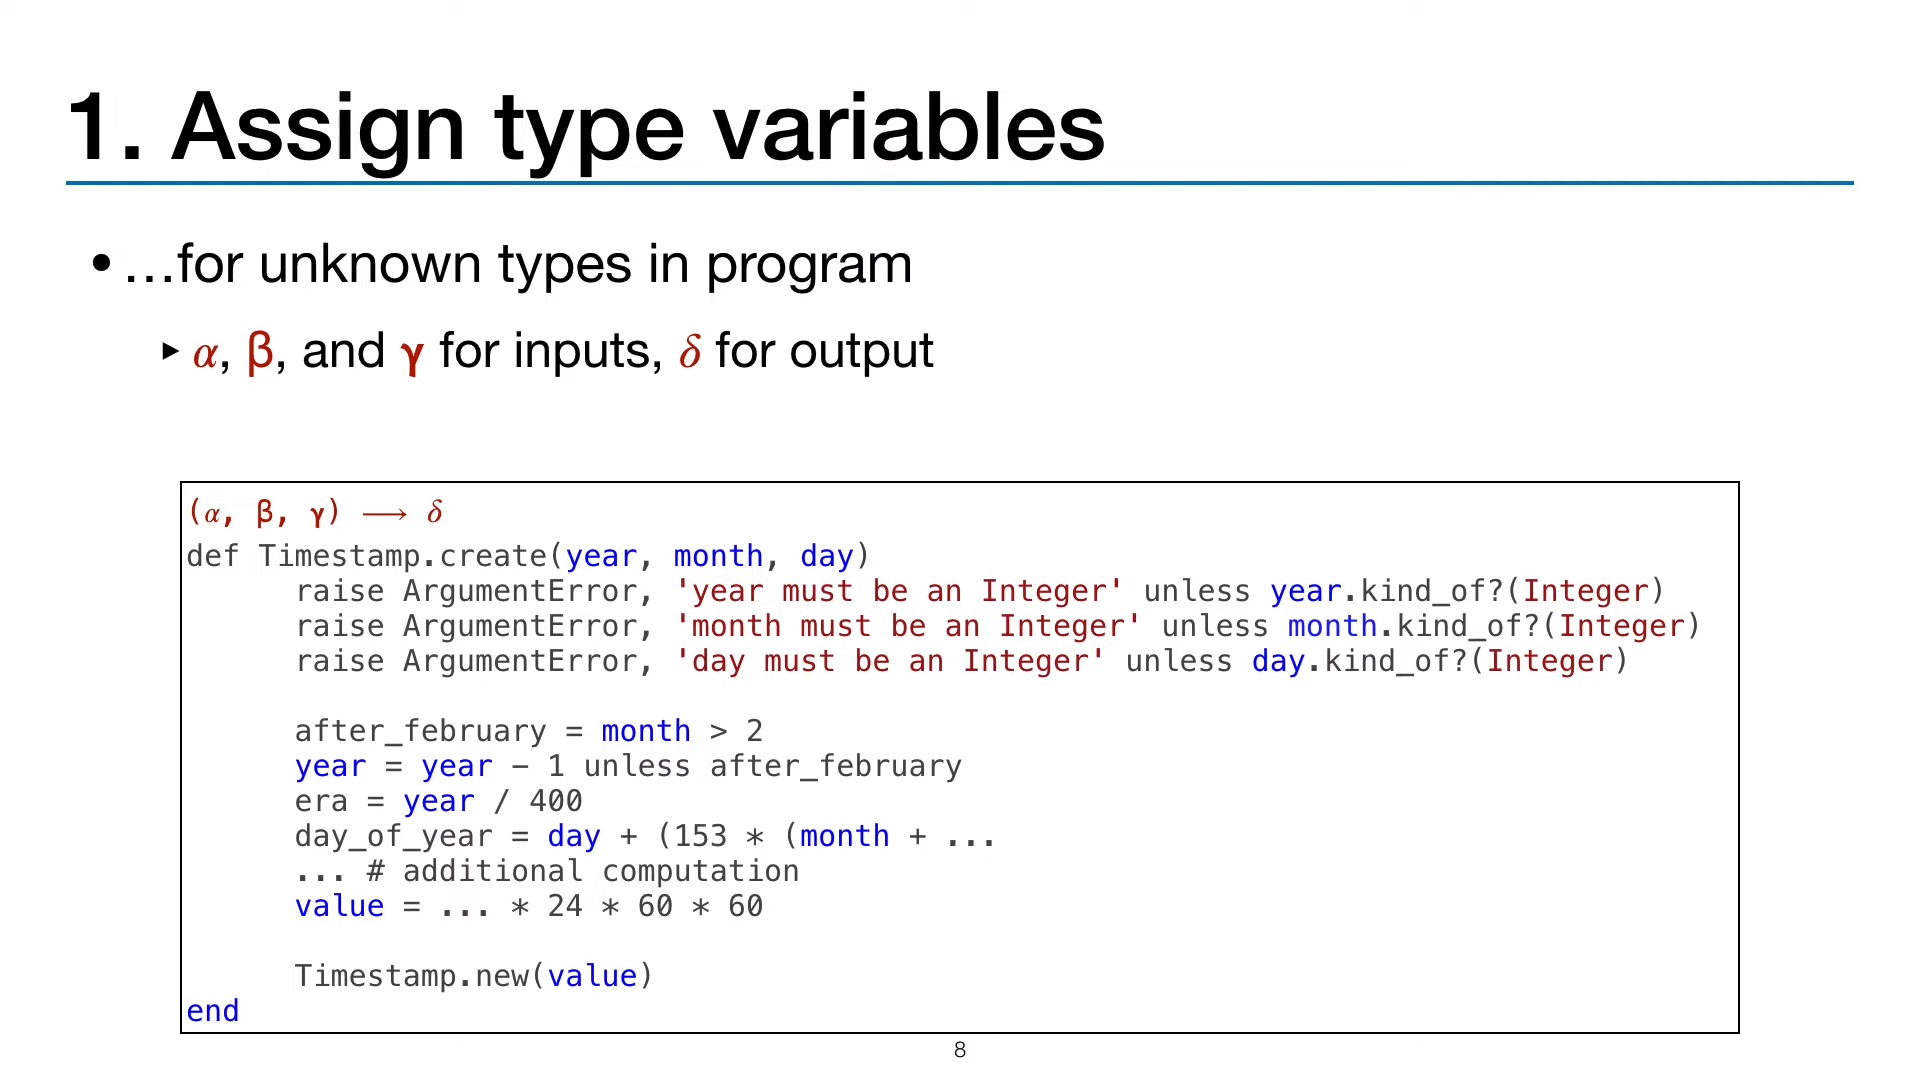 1. Assign type variables
• …for unknown types in program
▸ α, β, and γ for inputs, δ for output
(α, β, γ) ⟶ δ
def Timestamp.create(year, month, day)
raise ArgumentError, 'year must be an Integer' unless year.kind_of?(Integer)
raise ArgumentError, 'month must be an Integer' unless month.kind_of?(Integer)
raise ArgumentError, 'day must be an Integer' unless day.kind_of?(Integer)
after_february = month > 2
year = year - 1 unless after_february
era = year / 400
day_of_year = day + (153 * (month + ...
... # additional computation
value = ... * 24 * 60 * 60
Timestamp.new(value)
end
8